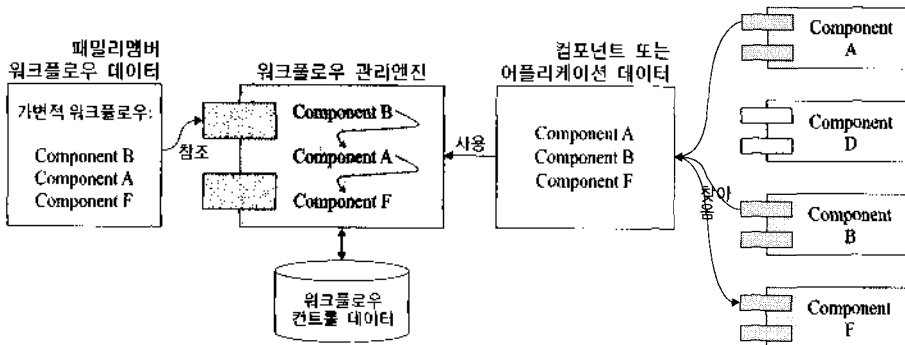 패밀리멤버
워크플로우 데이터
가변적 워크플로우:
Component B
Component A
Component F
참조
워크플로우 관리엔진
Component B
Component A
Component F
워크플로우
컨트롤 데이터
사용
컴포넌트 또는
어플리케이션 데이터
Component A
Component B
Component F
Component
A
Component
D
Component
B
Component
F